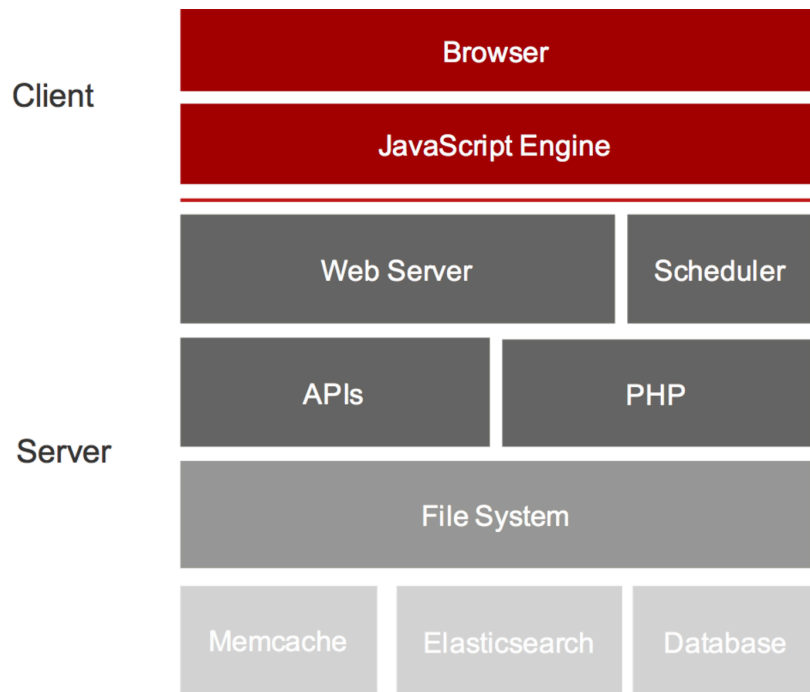 Client
Browser
JavaScript Engine
Web Server
Scheduler
APIs
PHP
Server
File System
Memcache
Elasticsearch
Database